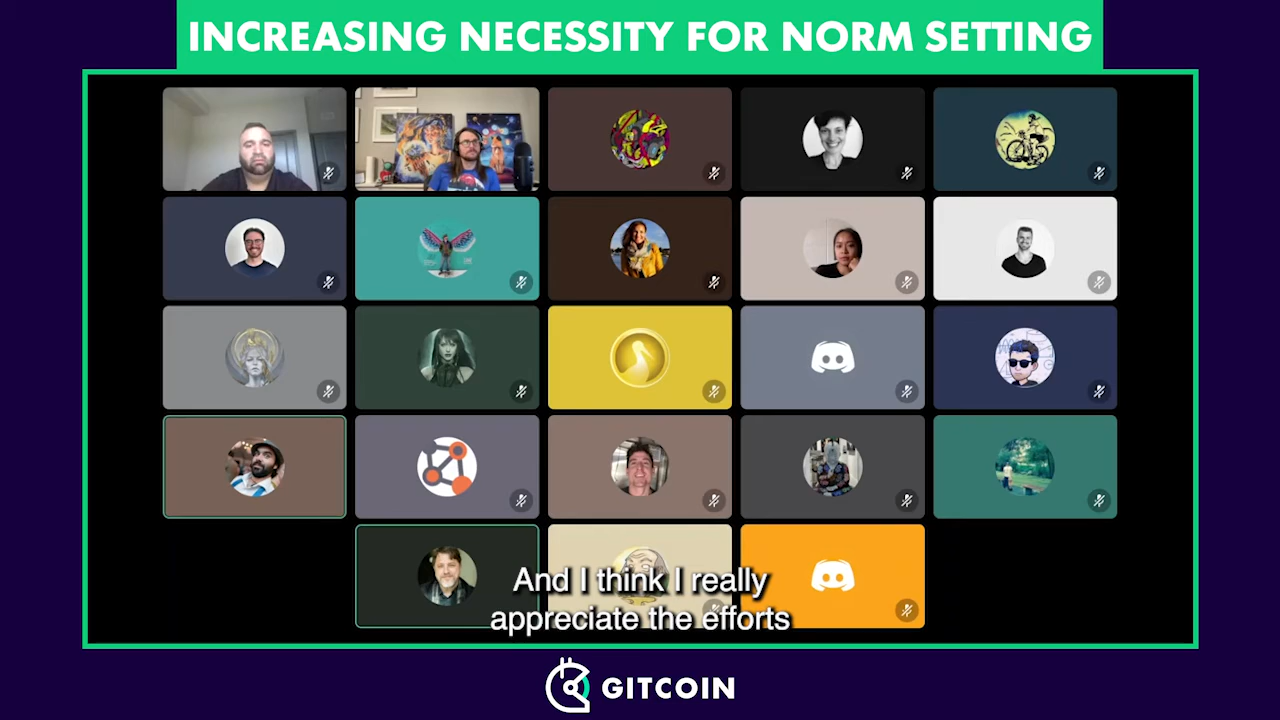 INCREASING NECESSITY FOR NORM SETTING
And I think I really
appreciate the efforts
GITCOIN